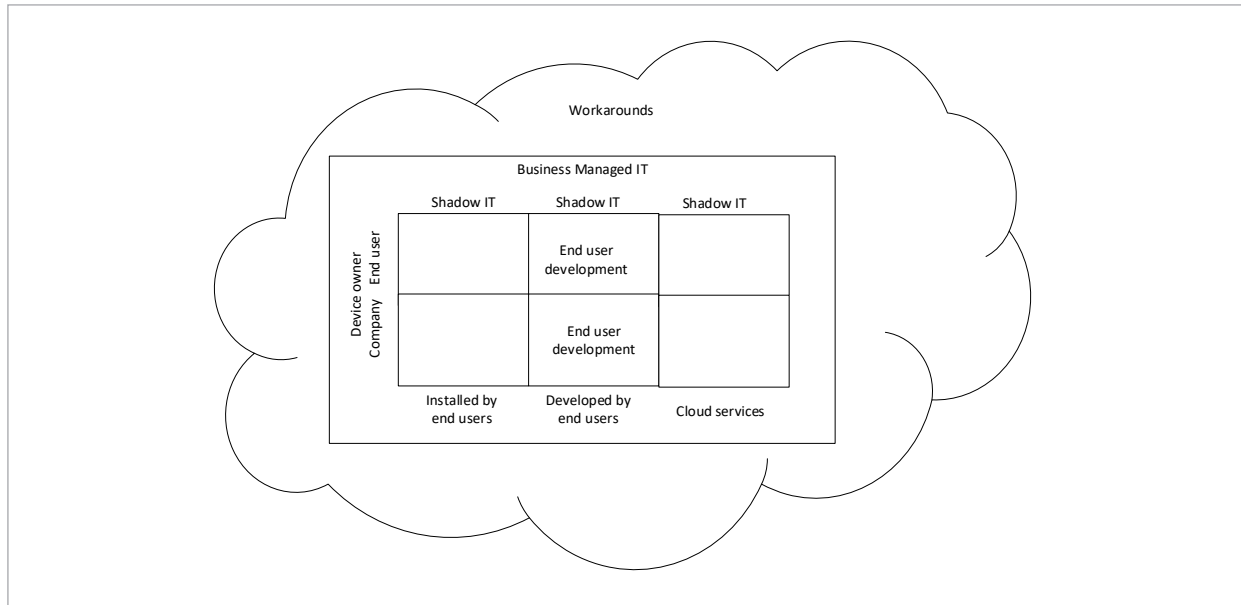 Workarounds
Business Managed IT
Shadow IT
Shadow IT
Shadow IT
Device owner
Company End user
End user
development
End user
development
Installed by
end users
Developed by
end users
Cloud services